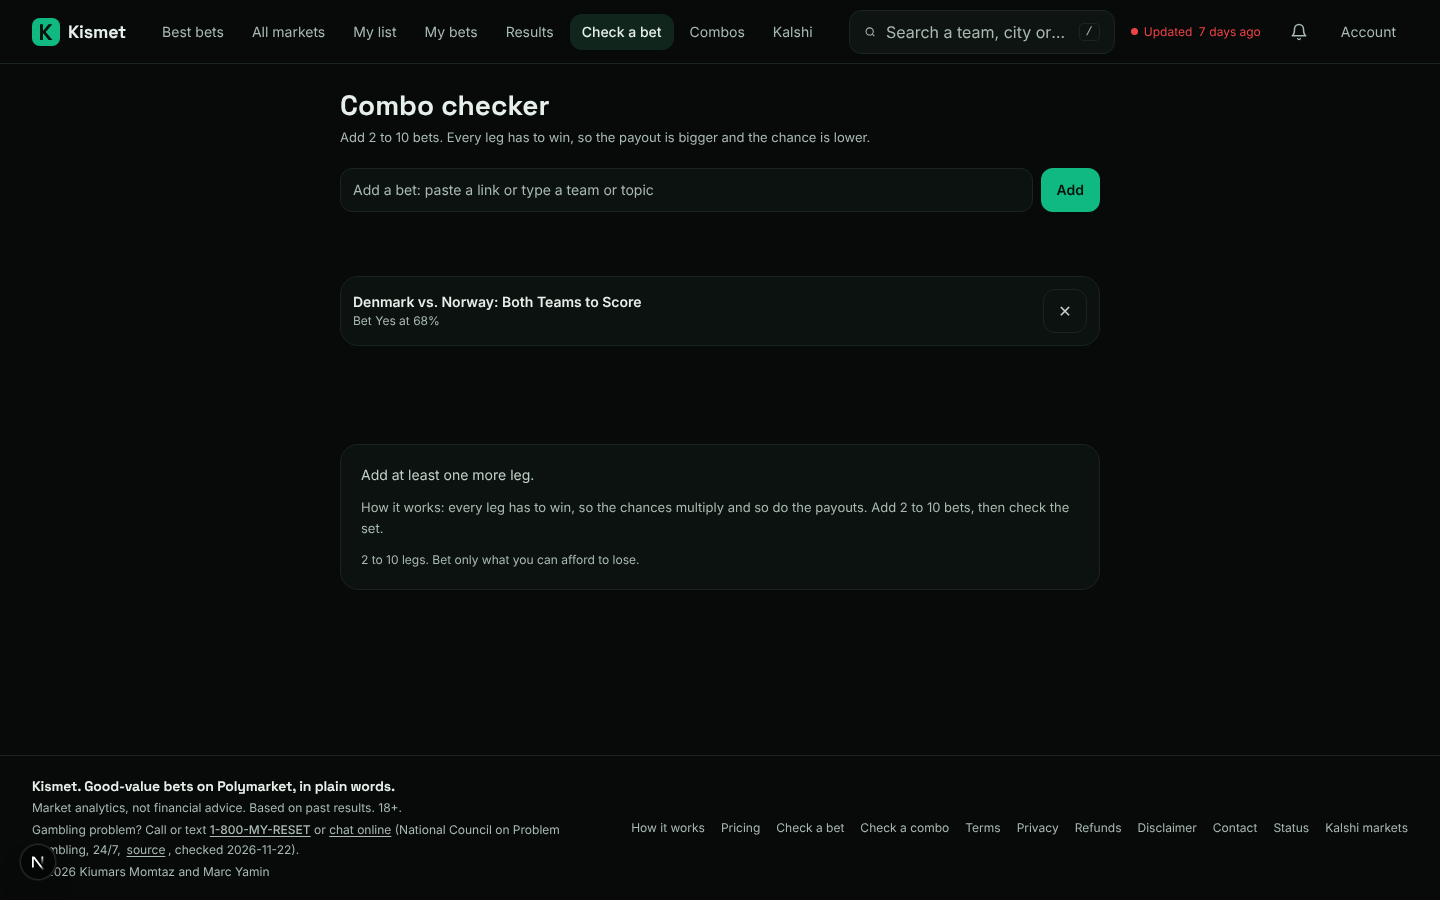 Kismet
Best bets
All markets
My list
My bets
Results
Check a bet
Combos
Kalshi
Search a team, city or...
/
Updated 7 days ago
Account
Combo checker
Add 2 to 10 bets. Every leg has to win, so the payout is bigger and the chance is lower.
Add a bet: paste a link or type a team or topic
Add
Denmark vs. Norway: Both Teams to Score
Bet Yes at 68%
Add at least one more leg.
How it works: every leg has to win, so the chances multiply and so do the payouts. Add 2 to 10 bets, then check the
set.
2 to 10 legs. Bet only what you can afford to lose.
Kismet. Good-value bets on Polymarket, in plain words.
Market analytics, not financial advice. Based on past results. 18+.
Gambling problem? Call or text 1-800-MY-RESET or chat online (National Council on Problem
mbling, 24/7, source , checked 2026-11-22).
026 Kiumars Momtaz and Marc Yamin
How it works
Pricing
Check a bet
Check a combo
Terms
Privacy
Refunds
Disclaimer
Contact
Status
Kalshi markets